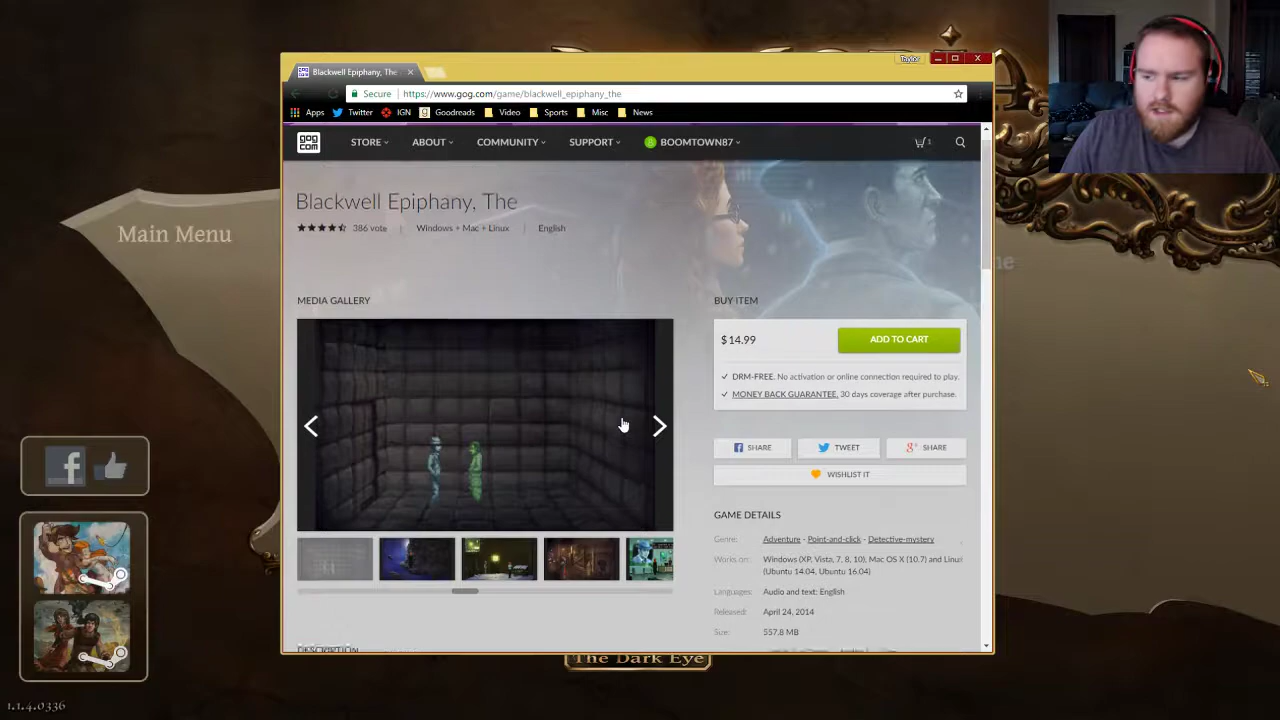 Blackwell Epiphany, The
Taylor
Secure
https://www.gog.com/game/blackwell_epiphany_the
Apps
Twitter
IGN
Goodreads
Video
Sports
Misc
News
GOG COM
STORE
ABOUT
COMMUNITY
SUPPORT
BOOMTOWN87
1
Blackwell Epiphany, The
386 vote
Windows + Mac + Linux
English
Main Menu
MEDIA GALLERY
BUY ITEM
$ 14.99
ADD TO CART
DRM-FREE. No activation or online connection required to play.
MONEY BACK GUARANTEE. 30 days coverage after purchase.
SHARE
TWEET
SHARE
WISHLIST IT
GAME DETAILS
Genre: Adventure - Point-and-click - Detective-mystery
Works on: Windows (XP, Vista, 7, 8, 10), Mac OS X (10.7) and Linux
(Ubuntu 14.04, Ubuntu 16.04)
Languages: Audio and text: English
Released: April 24, 2014
Size: 557.8 MB
DESCRIPTION
The Dark Eye
1.1.4.0336